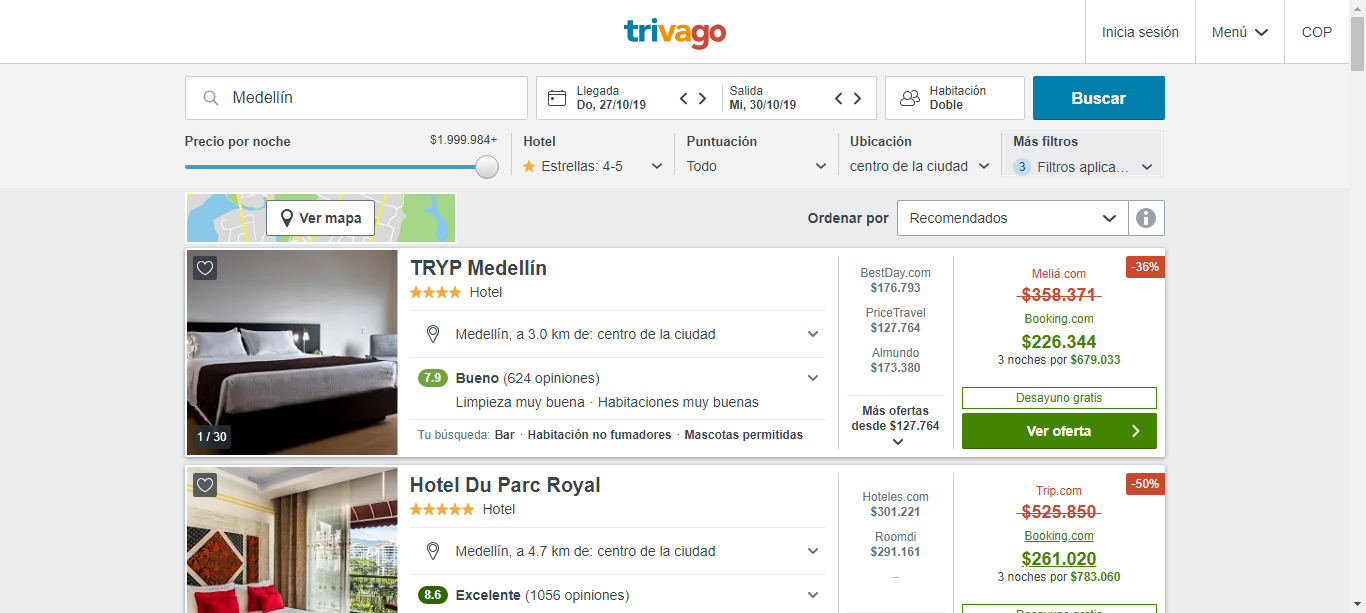 trivago
Inicia sesión
Menú
COP
Medellín
Llegada
Do, 27/10/19
Salida
Mi, 30/10/19
Habitación
Doble
Buscar
Precio por noche
$1.999.984+
Hotel
Estrellas: 4-5
Puntuación
Todo
Ubicación
centro de la ciudad
Más filtros
3 Filtros aplica...
Ver mapa
Ordenar por
Recomendados
TRYP Medellín
Hotel
Medellín, a 3.0 km de: centro de la ciudad
7.9 Bueno (624 opiniones)
Limpieza muy buena · Habitaciones muy buenas
Tu búsqueda: Bar · Habitación no fumadores · Mascotas permitidas
1 / 30
BestDay.com
$176.793
PriceTravel
$127.764
Almundo
$173.380
Más ofertas
desde $127.764
-36%
Meliá.com
$358.371
Booking.com
$226.344
3 noches por $679.033
Desayuno gratis
Ver oferta
Hotel Du Parc Royal
Hotel
Medellín, a 4.7 km de: centro de la ciudad
8.6 Excelente (1056 opiniones)
Hoteles.com
$301.221
Roomdi
$291.161
–
-50%
Trip.com
$525.850
Booking.com
$261.020
3 noches por $783.060
Desayuno gratis